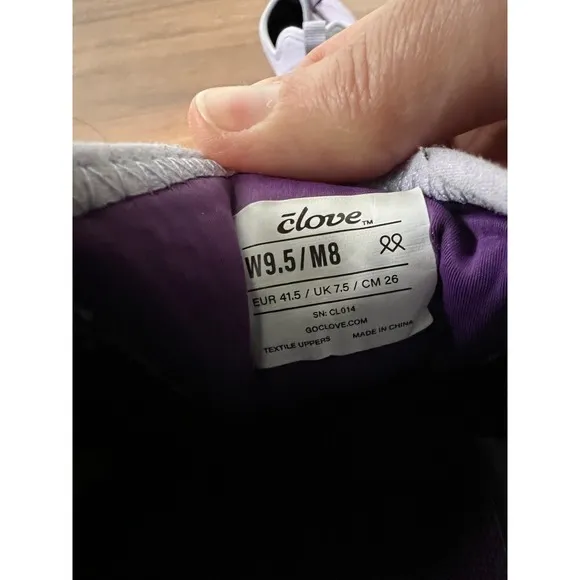 clove™
W9.5/M8
EUR 41.5 / UK 7.5 / CM 26
SN: CL014
GOCLOVE.COM
TEXTILE UPPERS MADE IN CHINA